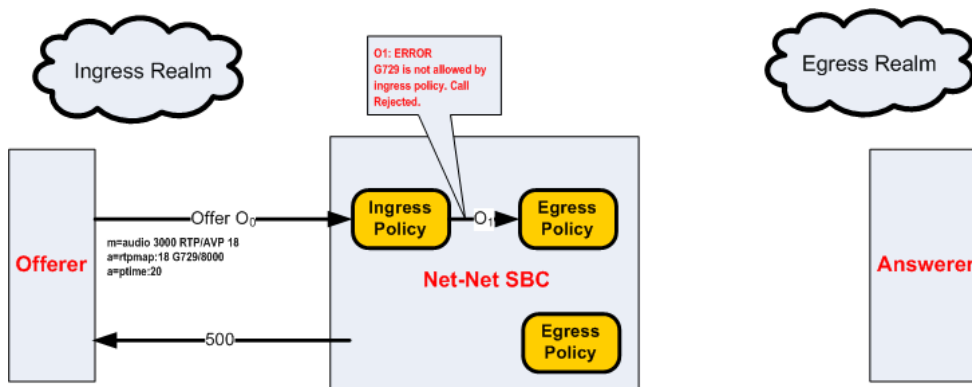 Ingress Realm
Egress Realm
O1: ERROR
G729 is not allowed by
ingress policy. Call
Rejected.
Offerer
Offer O₀
m=audio 3000 RTP/AVP 18
a=rtpmap:18 G729/8000
a=ptime:20
Ingress
Policy
O₁
Egress
Policy
Net-Net SBC
Answerer
500
Egress
Policy